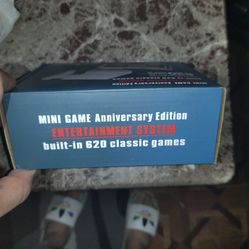 MINI GAME Anniversary Edition
ENTERTAINMENT SYSTEM
built-in 620 classic games